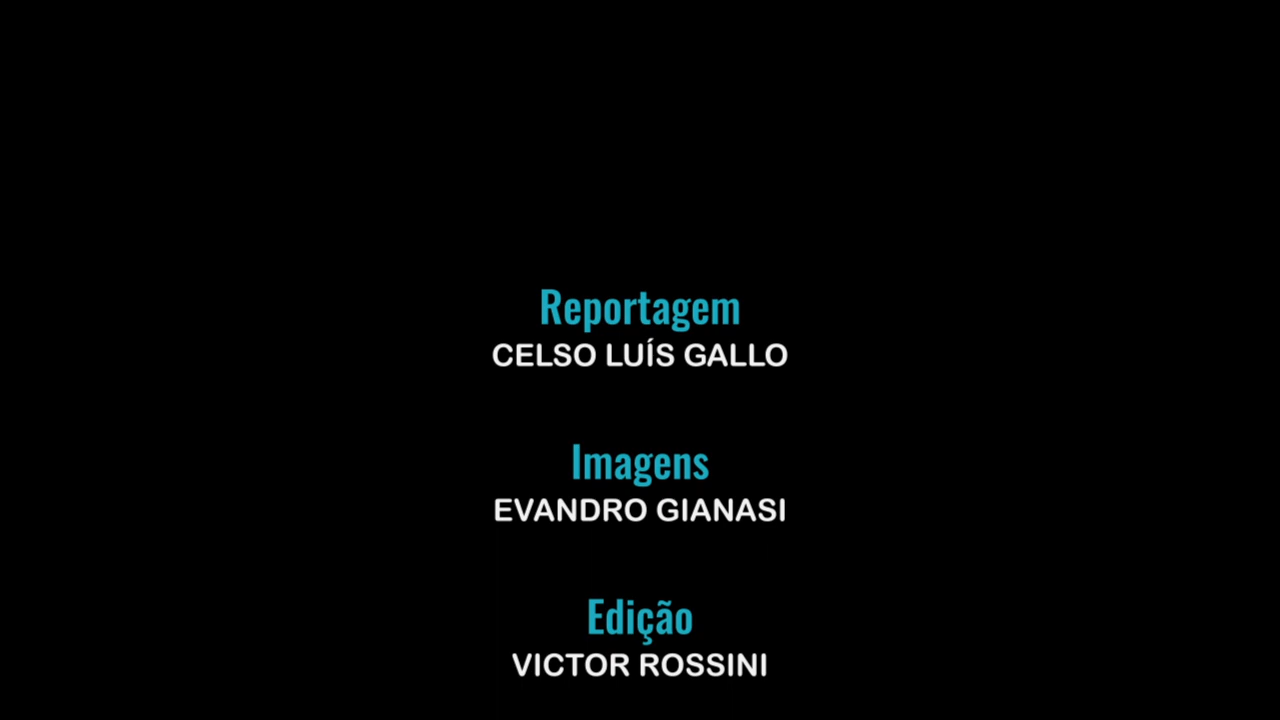 Reportagem
CELSO LUÍS GALLO
Imagens
EVANDRO GIANASI
Edição
VICTOR ROSSINI